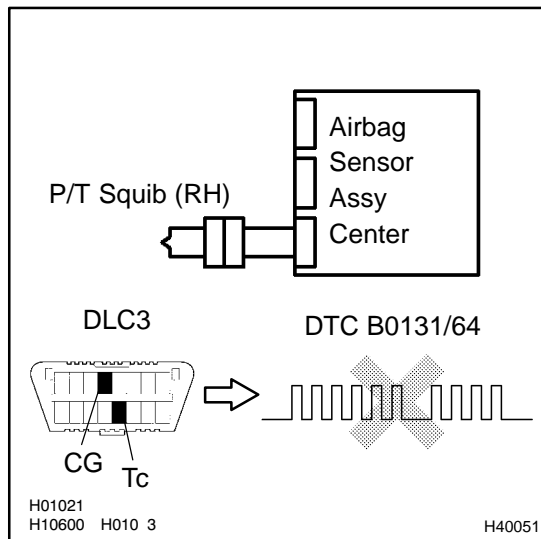 Airbag
Sensor
Assy
Center
P/T Squib (RH)
DLC3
DTC B0131/64
CG
Tc
H01021
H10600 H010 3
H40051